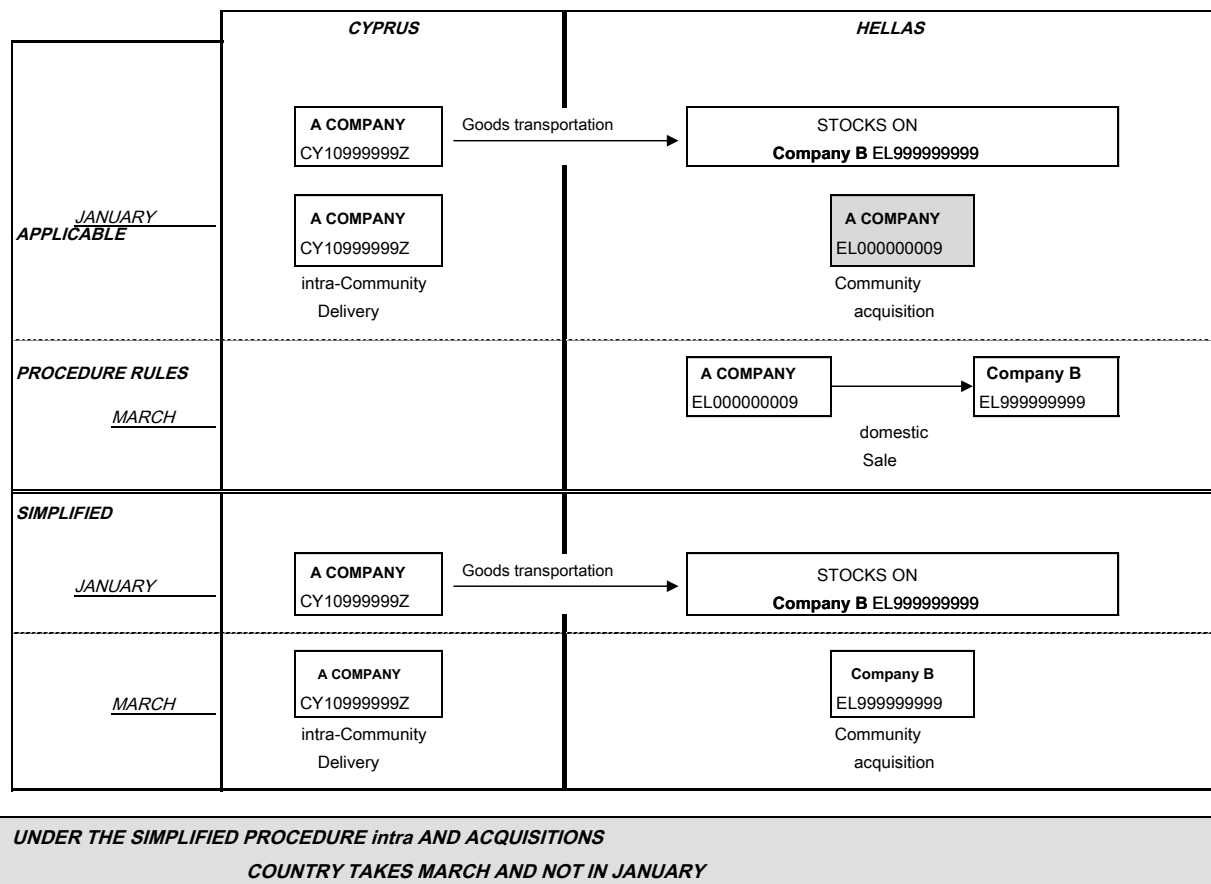 CYPRUS
HELLAS
A COMPANY
CY10999999Z
Goods transportation
STOCKS ON
Company B EL999999999
JANUARY
APPLICABLE
A COMPANY
CY10999999Z
intra-Community
Delivery
A COMPANY
EL000000009
Community
acquisition
PROCEDURE RULES
MARCH
A COMPANY
EL000000009
Company B
EL999999999
domestic
Sale
SIMPLIFIED
JANUARY
A COMPANY
CY10999999Z
Goods transportation
STOCKS ON
Company B EL999999999
MARCH
A COMPANY
CY10999999Z
intra-Community
Delivery
Company B
EL999999999
Community
acquisition
UNDER THE SIMPLIFIED PROCEDURE intra AND ACQUISITIONS
COUNTRY TAKES MARCH AND NOT IN JANUARY